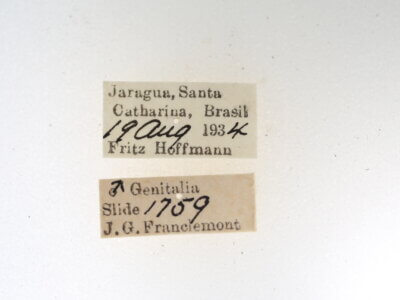 Jaragua, Santa
Catharina, Brasil
19 Aug 1934
Fritz Hoffmann
♂ Genitalia
Slide 1759
J. G. Franclemont